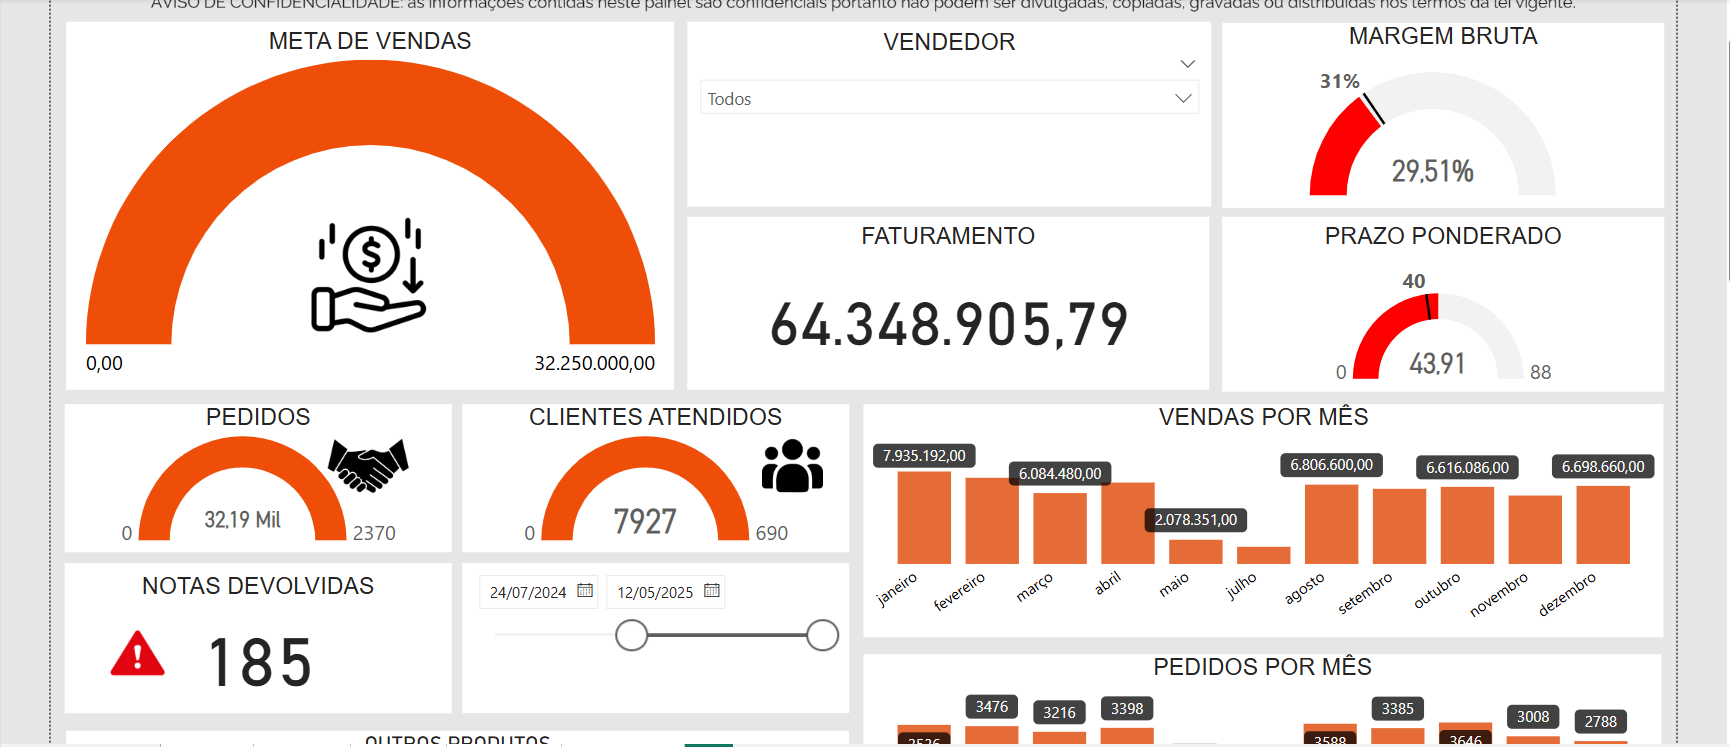 AVISO DE CONFIDENCIALIDADE: as informações contidas neste painel são confidenciais portanto não podem ser divulgadas, copiadas, gravadas ou distribuídas nos termos da lei vigente.
META DE VENDAS
0,00
32.250.000,00
VENDEDOR
Todos
MARGEM BRUTA
31%
29,51%
FATURAMENTO
64.348.905,79
PRAZO PONDERADO
40
43,91
0
88
PEDIDOS
32,19 Mil
0
2370
CLIENTES ATENDIDOS
7927
0
690
VENDAS POR MÊS
7.935.192,00
6.084.480,00
2.078.351,00
6.806.600,00
6.616.086,00
6.698.660,00
janeiro
fevereiro
março
abril
maio
julho
agosto
setembro
outubro
novembro
dezembro
NOTAS DEVOLVIDAS
185
24/07/2024
12/05/2025
PEDIDOS POR MÊS
3476
3216
3398
3385
3008
2788
3526
3588
3646
OUTROS PRODUTOS